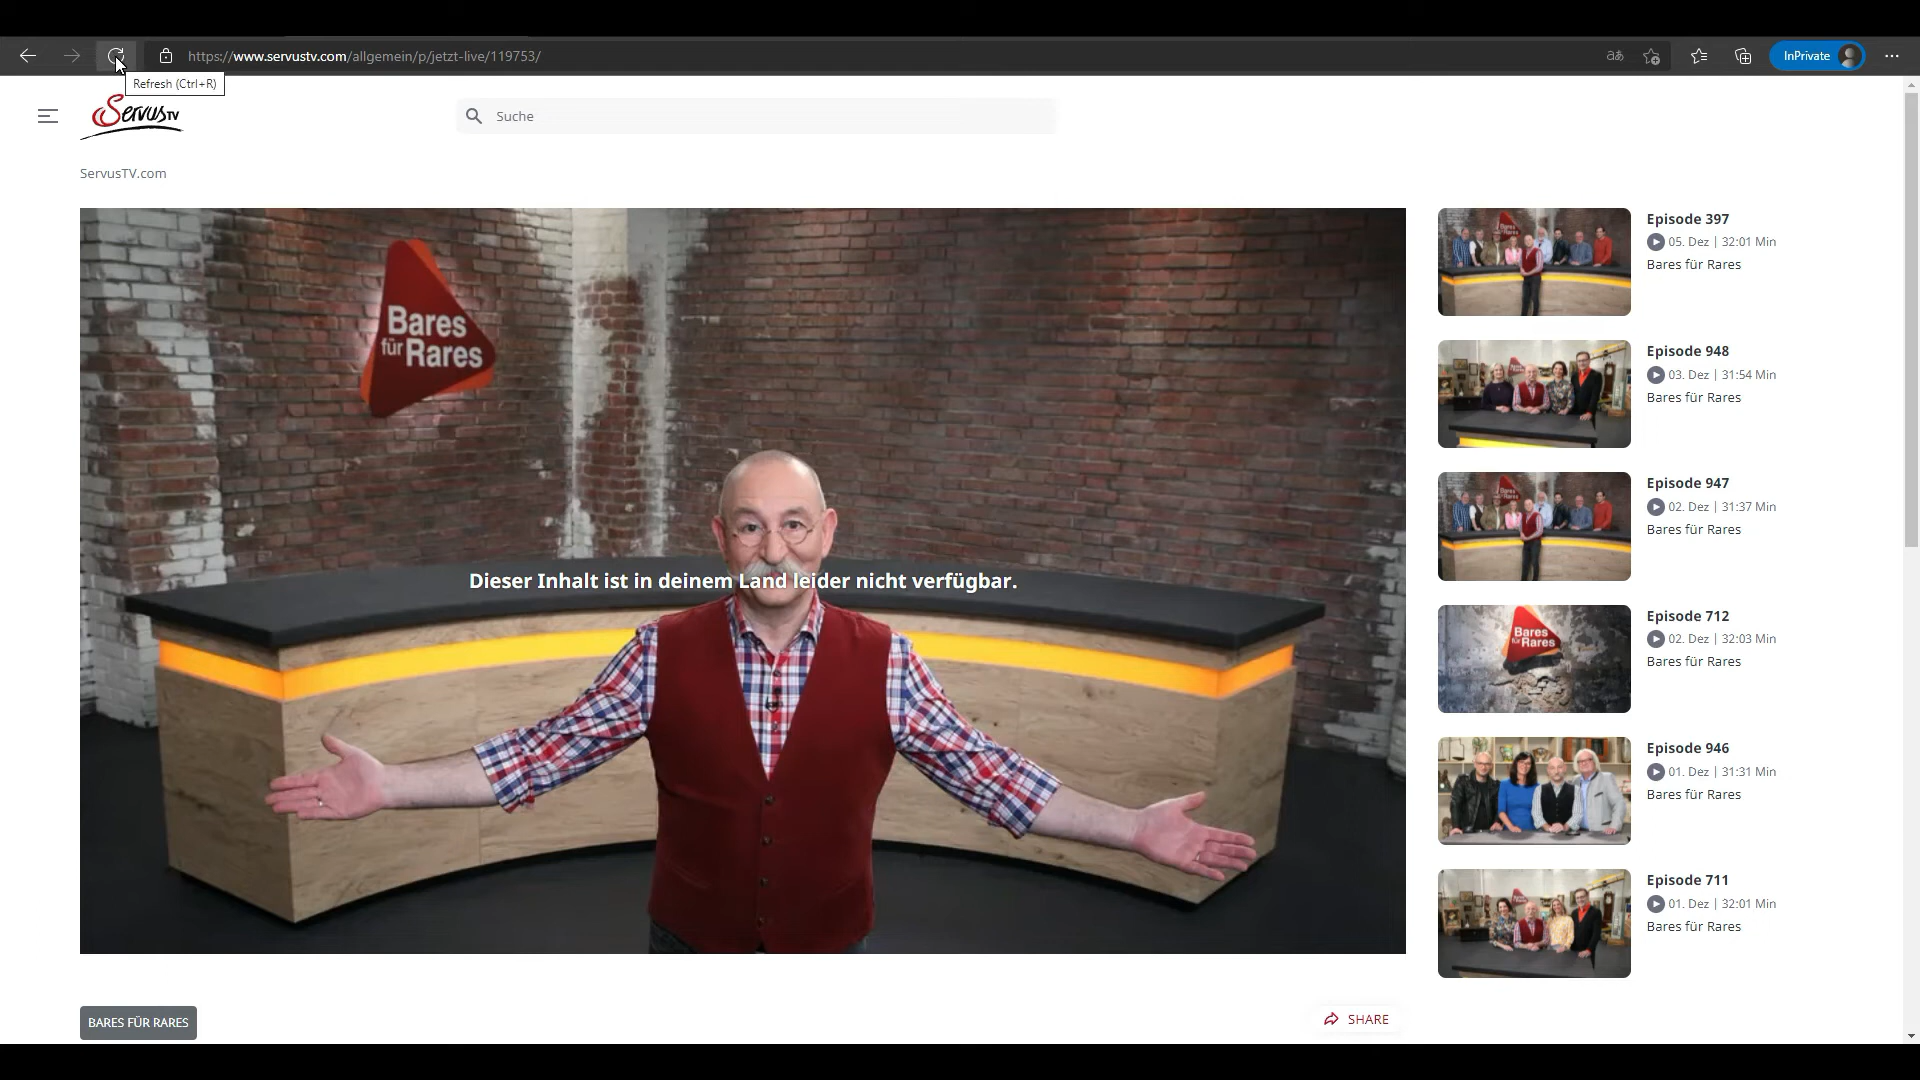 https://www.servustv.com/allgemein/p/jetzt-live/119753/
InPrivate
Refresh (Ctrl+R)
ServusTV
Suche
ServusTV.com
Bares
für Rares
Dieser Inhalt ist in deinem Land leider nicht verfügbar.
Episode 397
05. Dez | 32:01 Min
Bares für Rares
Episode 948
03. Dez | 31:54 Min
Bares für Rares
Episode 947
02. Dez | 31:37 Min
Bares für Rares
Bares
für Rares
Episode 712
02. Dez | 32:03 Min
Bares für Rares
Episode 946
01. Dez | 31:31 Min
Bares für Rares
Episode 711
01. Dez | 32:01 Min
Bares für Rares
BARES FÜR RARES
SHARE